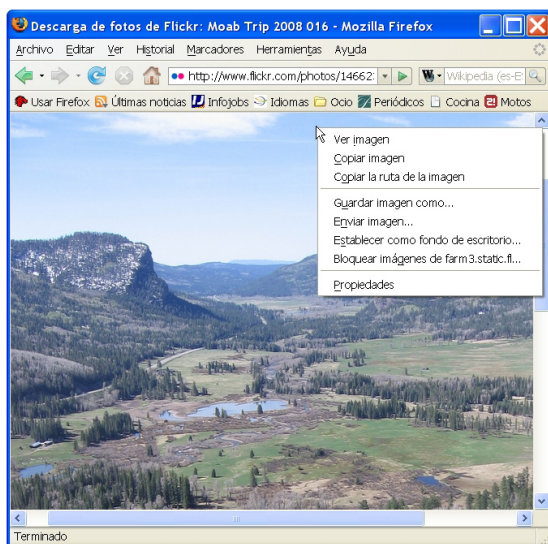 Descarga de fotos de Flickr: Moab Trip 2008 016 - Mozilla Firefox
Archivo Editar Ver Historial Marcadores Herramientas Ayuda
http://www.flickr.com/photos/14662 W Wikipedia (es-E
Usar Firefox Últimas noticias Infojobs Idiomas Ocio Periódicos Cocina Motos
Ver imagen
Copiar imagen
Copiar la ruta de la imagen
Guardar imagen como...
Enviar imagen...
Establecer como fondo de escritorio...
Bloquear imágenes de farm3.static.fl...
Propiedades
Terminado